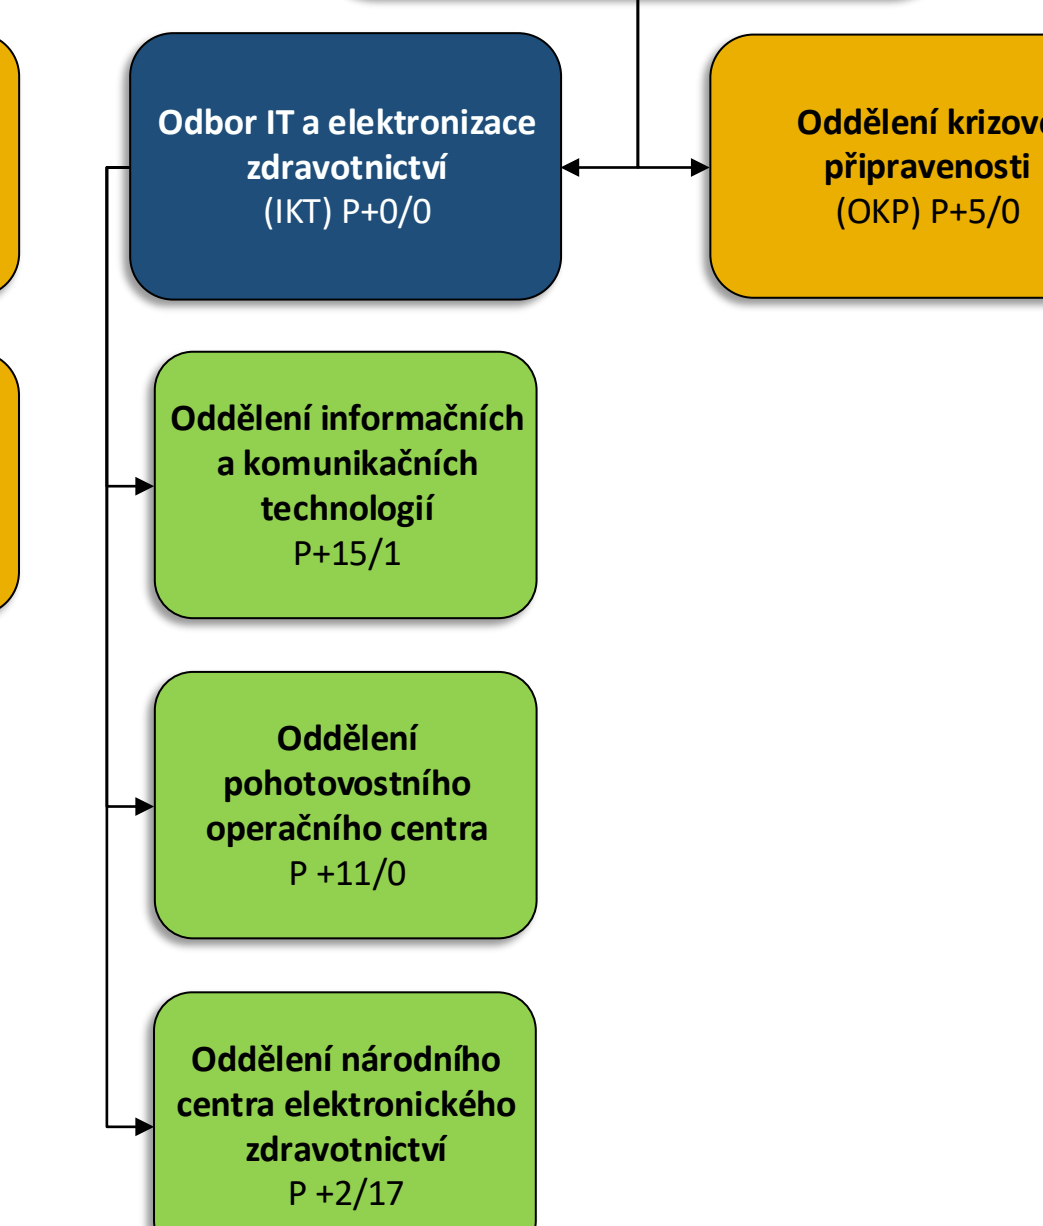 Odbor IT a elektronizace
zdravotnictví
(IKT) P+0/0
Oddělení
připravenosti
(OKP) P+5/0
Oddělení informačních
a komunikačních
technologií
P+15/1
Oddělení
pohotovostního
operačního centra
P +11/0
Oddělení národního
centra elektronického
zdravotnictví
P +2/17